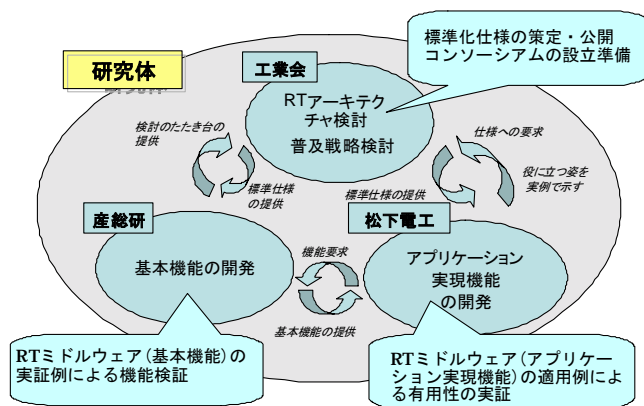 標準化仕様の策定・公開
コンソーシアムの設立準備
研究体
工業会
RTアーキテク
チャ検討
普及戦略検討
検討のたたき台の
提供
仕様への要求
役に立つ姿を
実例で示す
標準仕様
の提供
標準仕様の提供
産総研
松下電工
基本機能の開発
機能要求
アプリケーション
実現機能
の開発
基本機能の提供
RTミドルウェア(基本機能)の
実証例による機能検証
RTミドルウェア(アプリケー
ション実現機能)の適用例によ
る有用性の実証